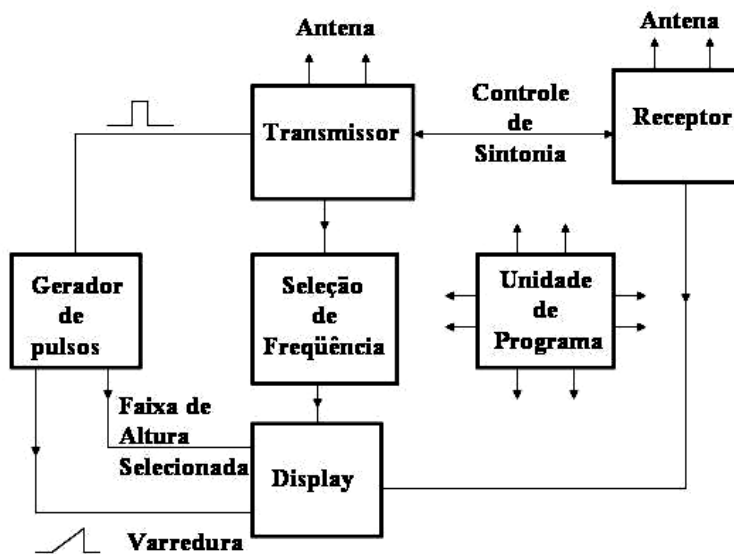 Antena
Antena
Transmissor
Controle
de
Sintonia
Receptor
Gerador
de
pulsos
Seleção
de
Freqüência
Unidade
de
Programa
Faixa de
Altura
Selecionada
Display
Varredura